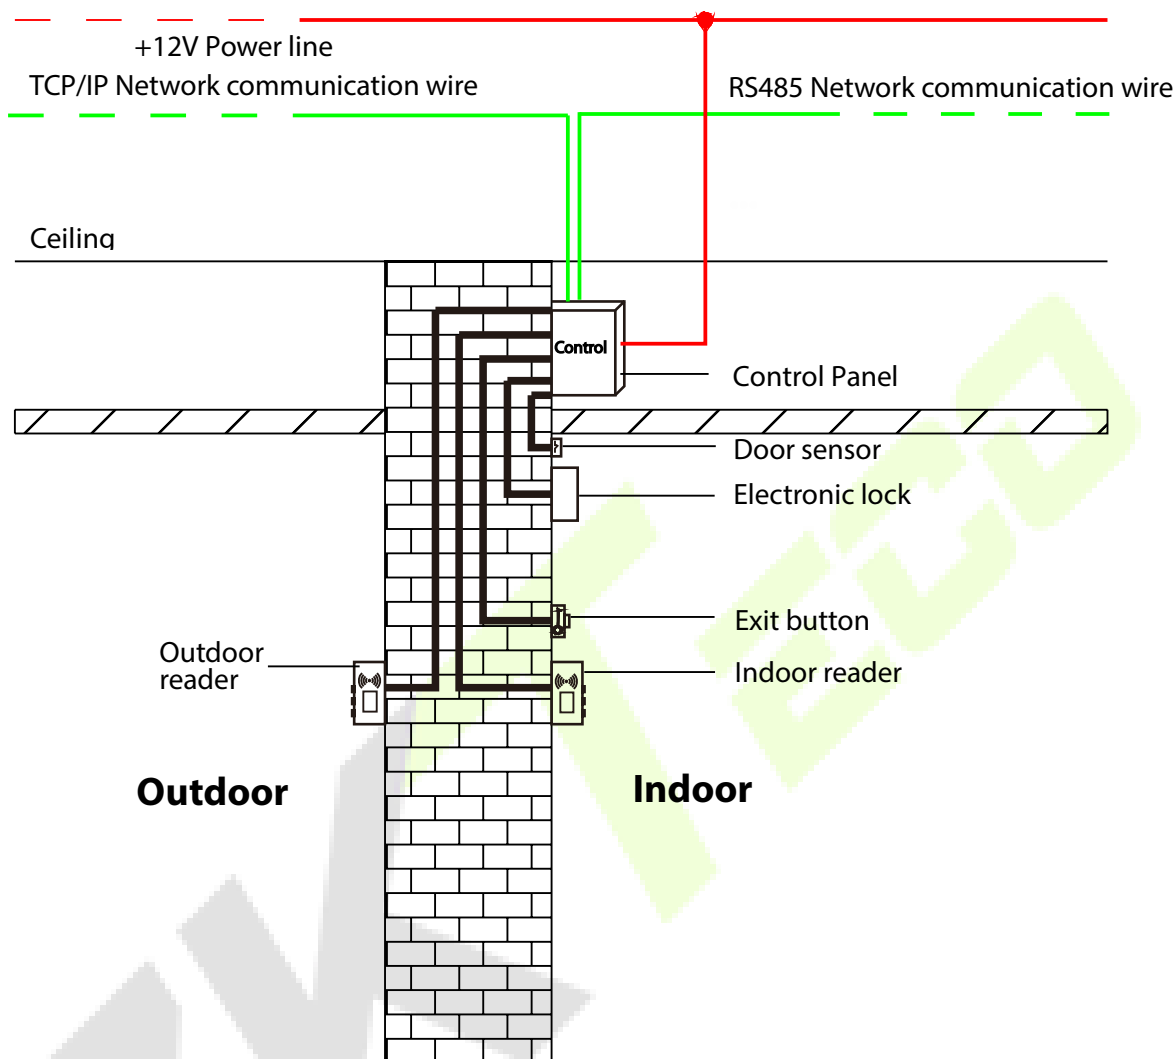 +12V Power line
TCP/IP Network communication wire
RS485 Network communication wire
Ceiling
Control
Control Panel
Door sensor
Electronic lock
Exit button
Outdoor
reader
Indoor reader
Outdoor
Indoor
ZKTECO